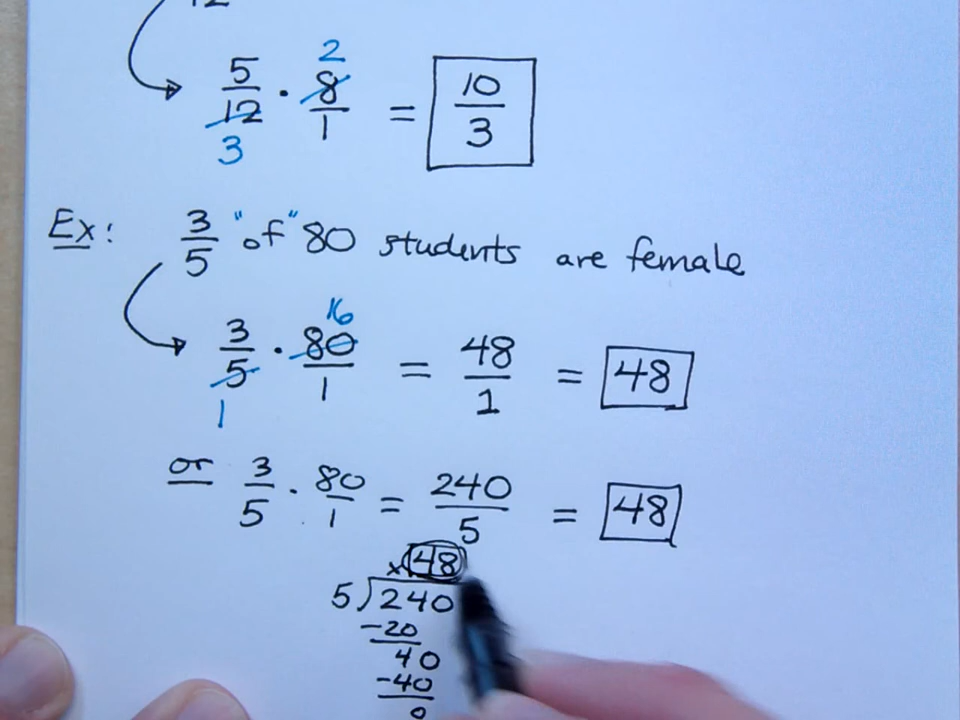 12
2
5/12 · 8/1 = 10/3
3
Ex: 3/5 "of" 80 students are female
16
3/5 · 80/1 = 48/1 = 48
1
or 3/5 · 80/1 = 240/5 = 48
x48
5)240
-20
40
-40
0